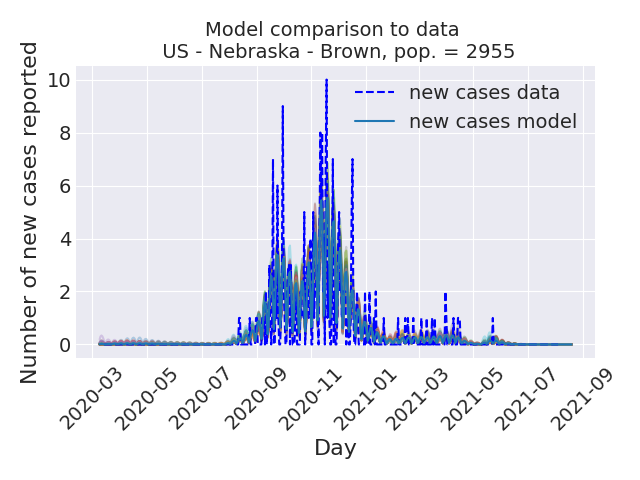 Model comparison to data
US - Nebraska - Brown, pop. = 2955
Number of new cases reported
10
8
6
4
2
0
new cases data
new cases model
2020-03
2020-05
2020-07
2020-09
2020-11
2021-01
2021-03
2021-05
2021-07
2021-09
Day